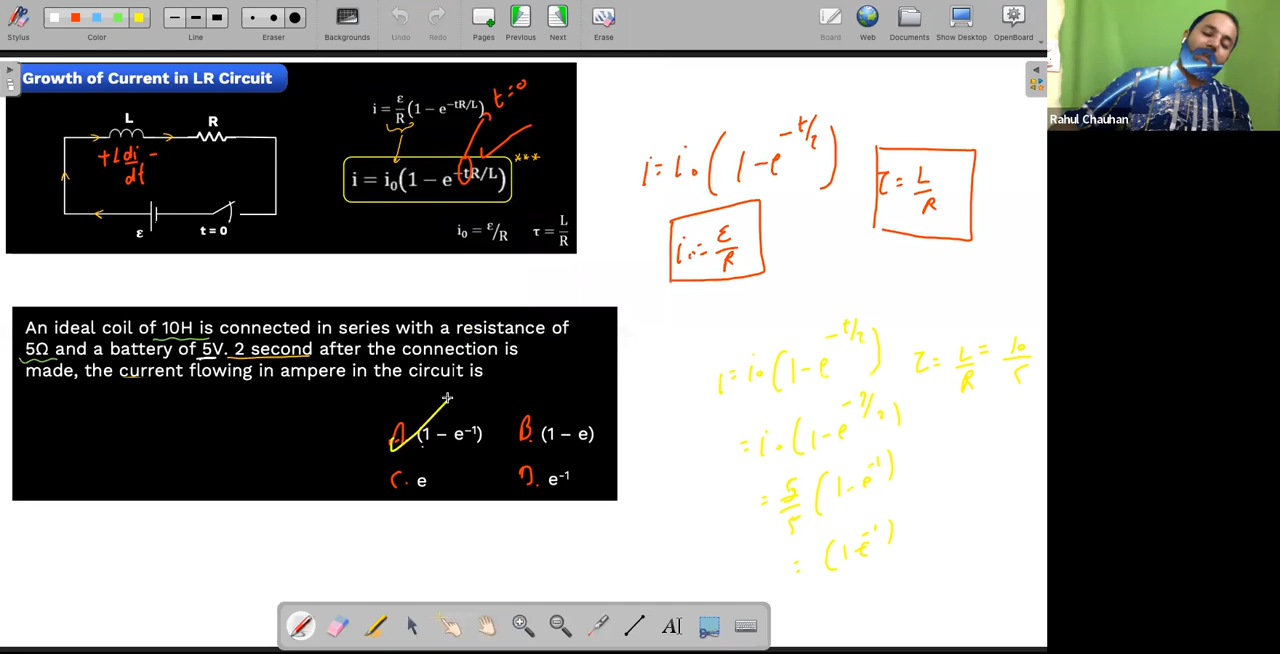 Stylus Color Line Eraser Backgrounds Undo Redo Pages Previous Next Erase Board Web Documents Show Desktop OpenBoard
Growth of Current in LR Circuit
L R
+L di/dt −
ε t = 0
i = ε/R (1 − e^(−tR/L))
t=0
i = i₀(1 − e^(−tR/L)) ***
i₀ = ε/R τ = L/R
i = i₀ (1 − e^(−t/τ))
τ = L/R
i₀ = ε/R
Rahul Chauhan
An ideal coil of 10H is connected in series with a resistance of
5Ω and a battery of 5V. 2 second after the connection is
made, the current flowing in ampere in the circuit is
A. (1 − e⁻¹) B. (1 − e)
C. e D. e⁻¹
i = i₀ (1 − e^(−t/τ)) τ = L/R = 10/5
= i₀ (1 − e^(−2/2))
= 5/5 (1 − e⁻¹)
= (1 − e⁻¹)
AI